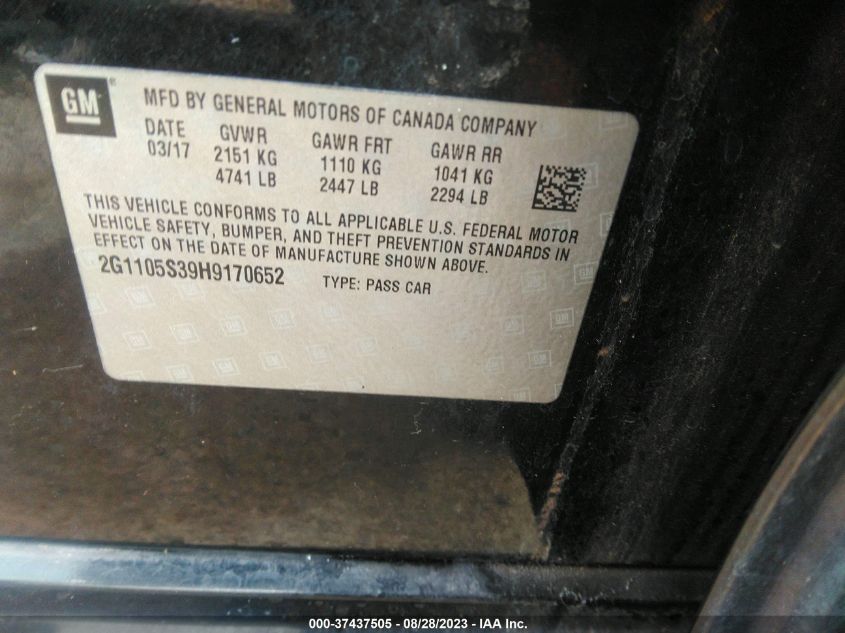 GM ®
MFD BY GENERAL MOTORS OF CANADA COMPANY
DATE GVWR GAWR FRT GAWR RR
03/17 2151 KG 1110 KG 1041 KG
4741 LB 2447 LB 2294 LB
THIS VEHICLE CONFORMS TO ALL APPLICABLE U.S. FEDERAL MOTOR
VEHICLE SAFETY, BUMPER, AND THEFT PREVENTION STANDARDS IN
EFFECT ON THE DATE OF MANUFACTURE SHOWN ABOVE.
2G1105S39H9170652 TYPE: PASS CAR
000-37437505 - 08/28/2023 - IAA Inc.